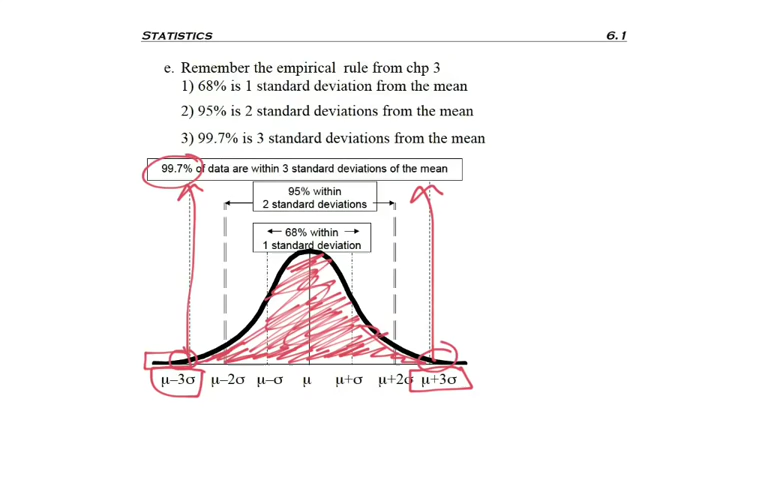 STATISTICS 6.1
e. Remember the empirical rule from chp 3
1) 68% is 1 standard deviation from the mean
2) 95% is 2 standard deviations from the mean
3) 99.7% is 3 standard deviations from the mean
99.7% of data are within 3 standard deviations of the mean
95% within
2 standard deviations
68% within
1 standard deviation
μ–3σ μ–2σ μ–σ μ μ+σ μ+2σ μ+3σ